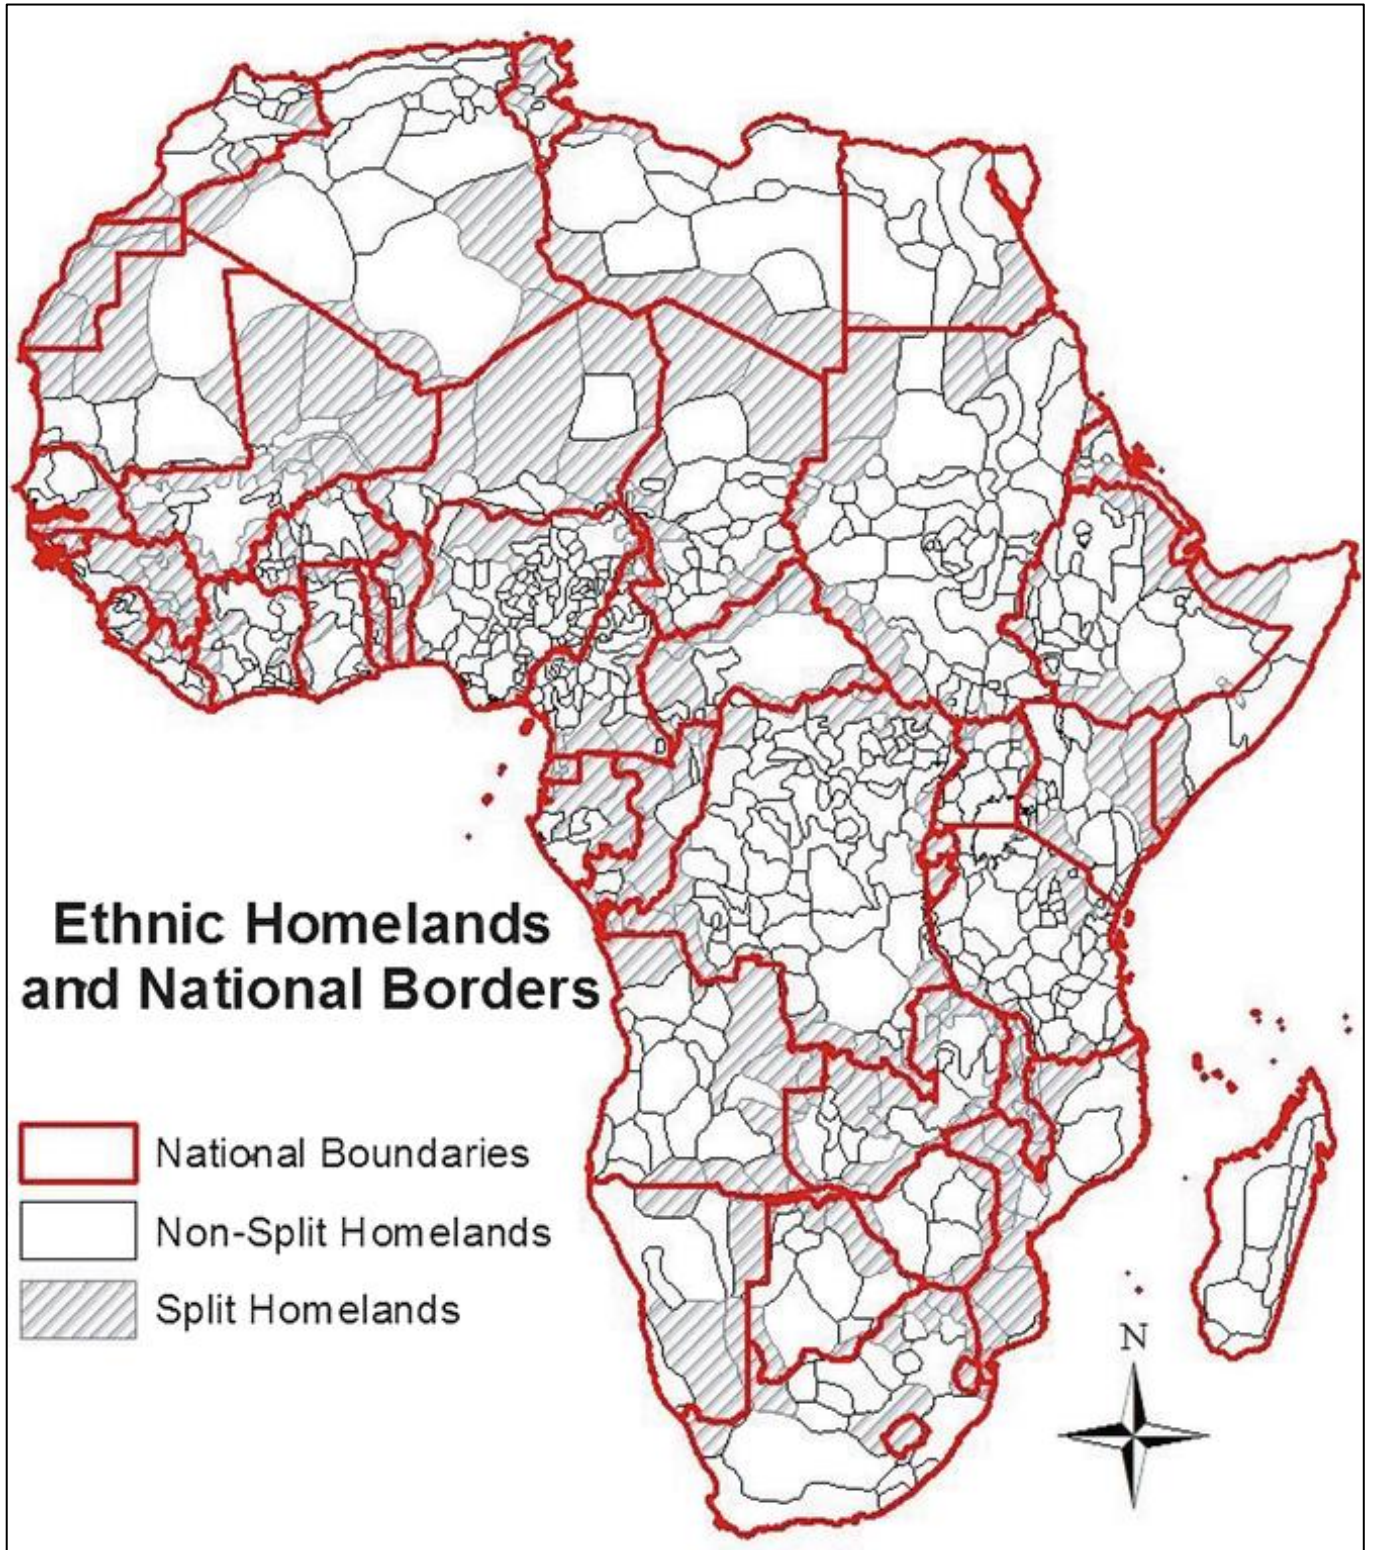 Ethnic Homelands
and National Borders
National Boundaries
Non-Split Homelands
Split Homelands
N